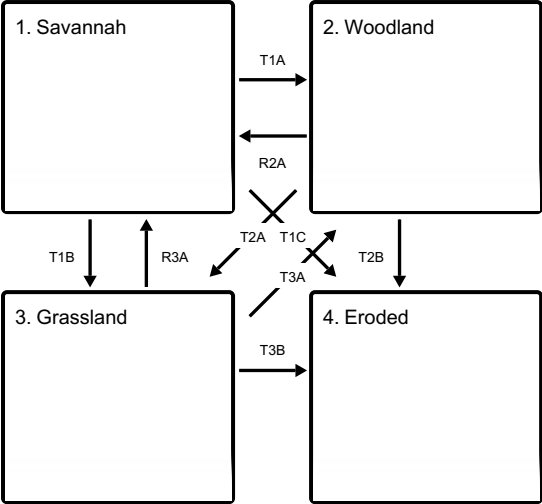 1. Savannah
2. Woodland
T1A
R2A
T2A
T1C
T1B
R3A
T2B
T3A
3. Grassland
4. Eroded
T3B